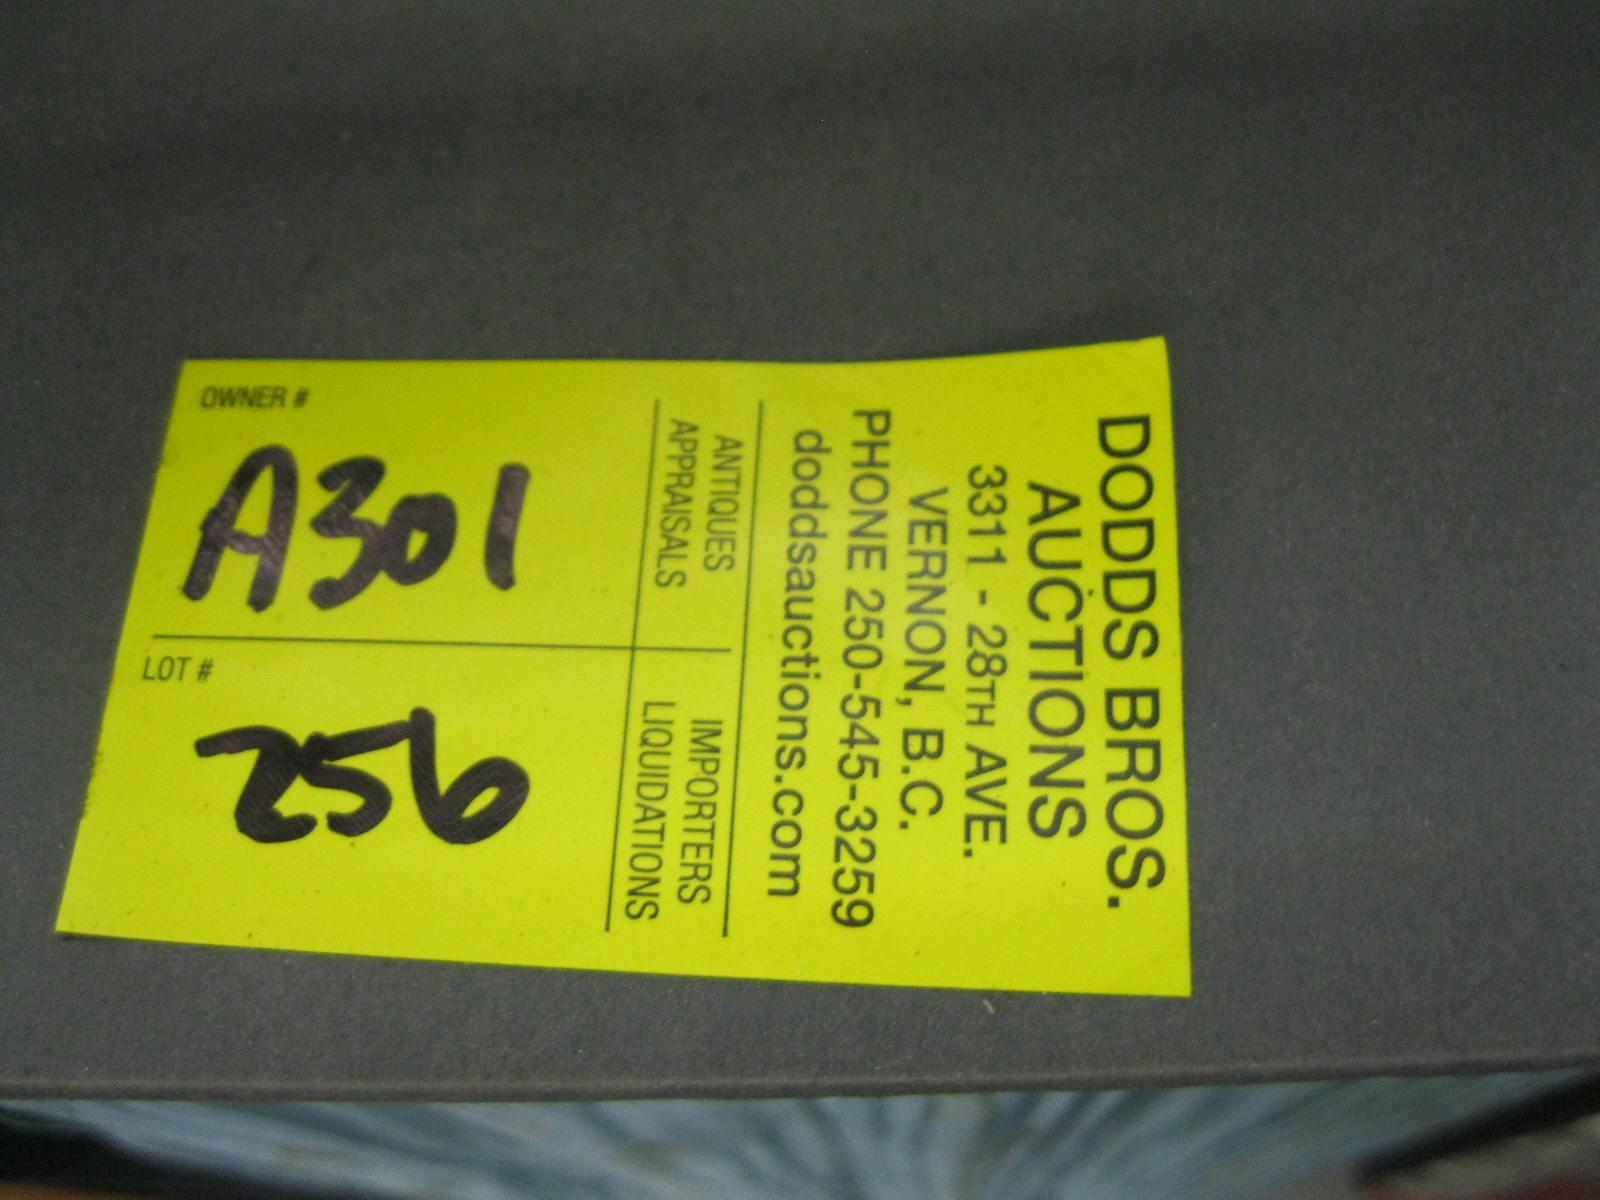 DODDS BROS.
AUCTIONS
3311 - 28TH AVE.
VERNON, B.C.
PHONE 250-545-3259
doddsauctions.com
ANTIQUES
APPRAISALS
IMPORTERS
LIQUIDATIONS
OWNER #
A301
LOT #
256